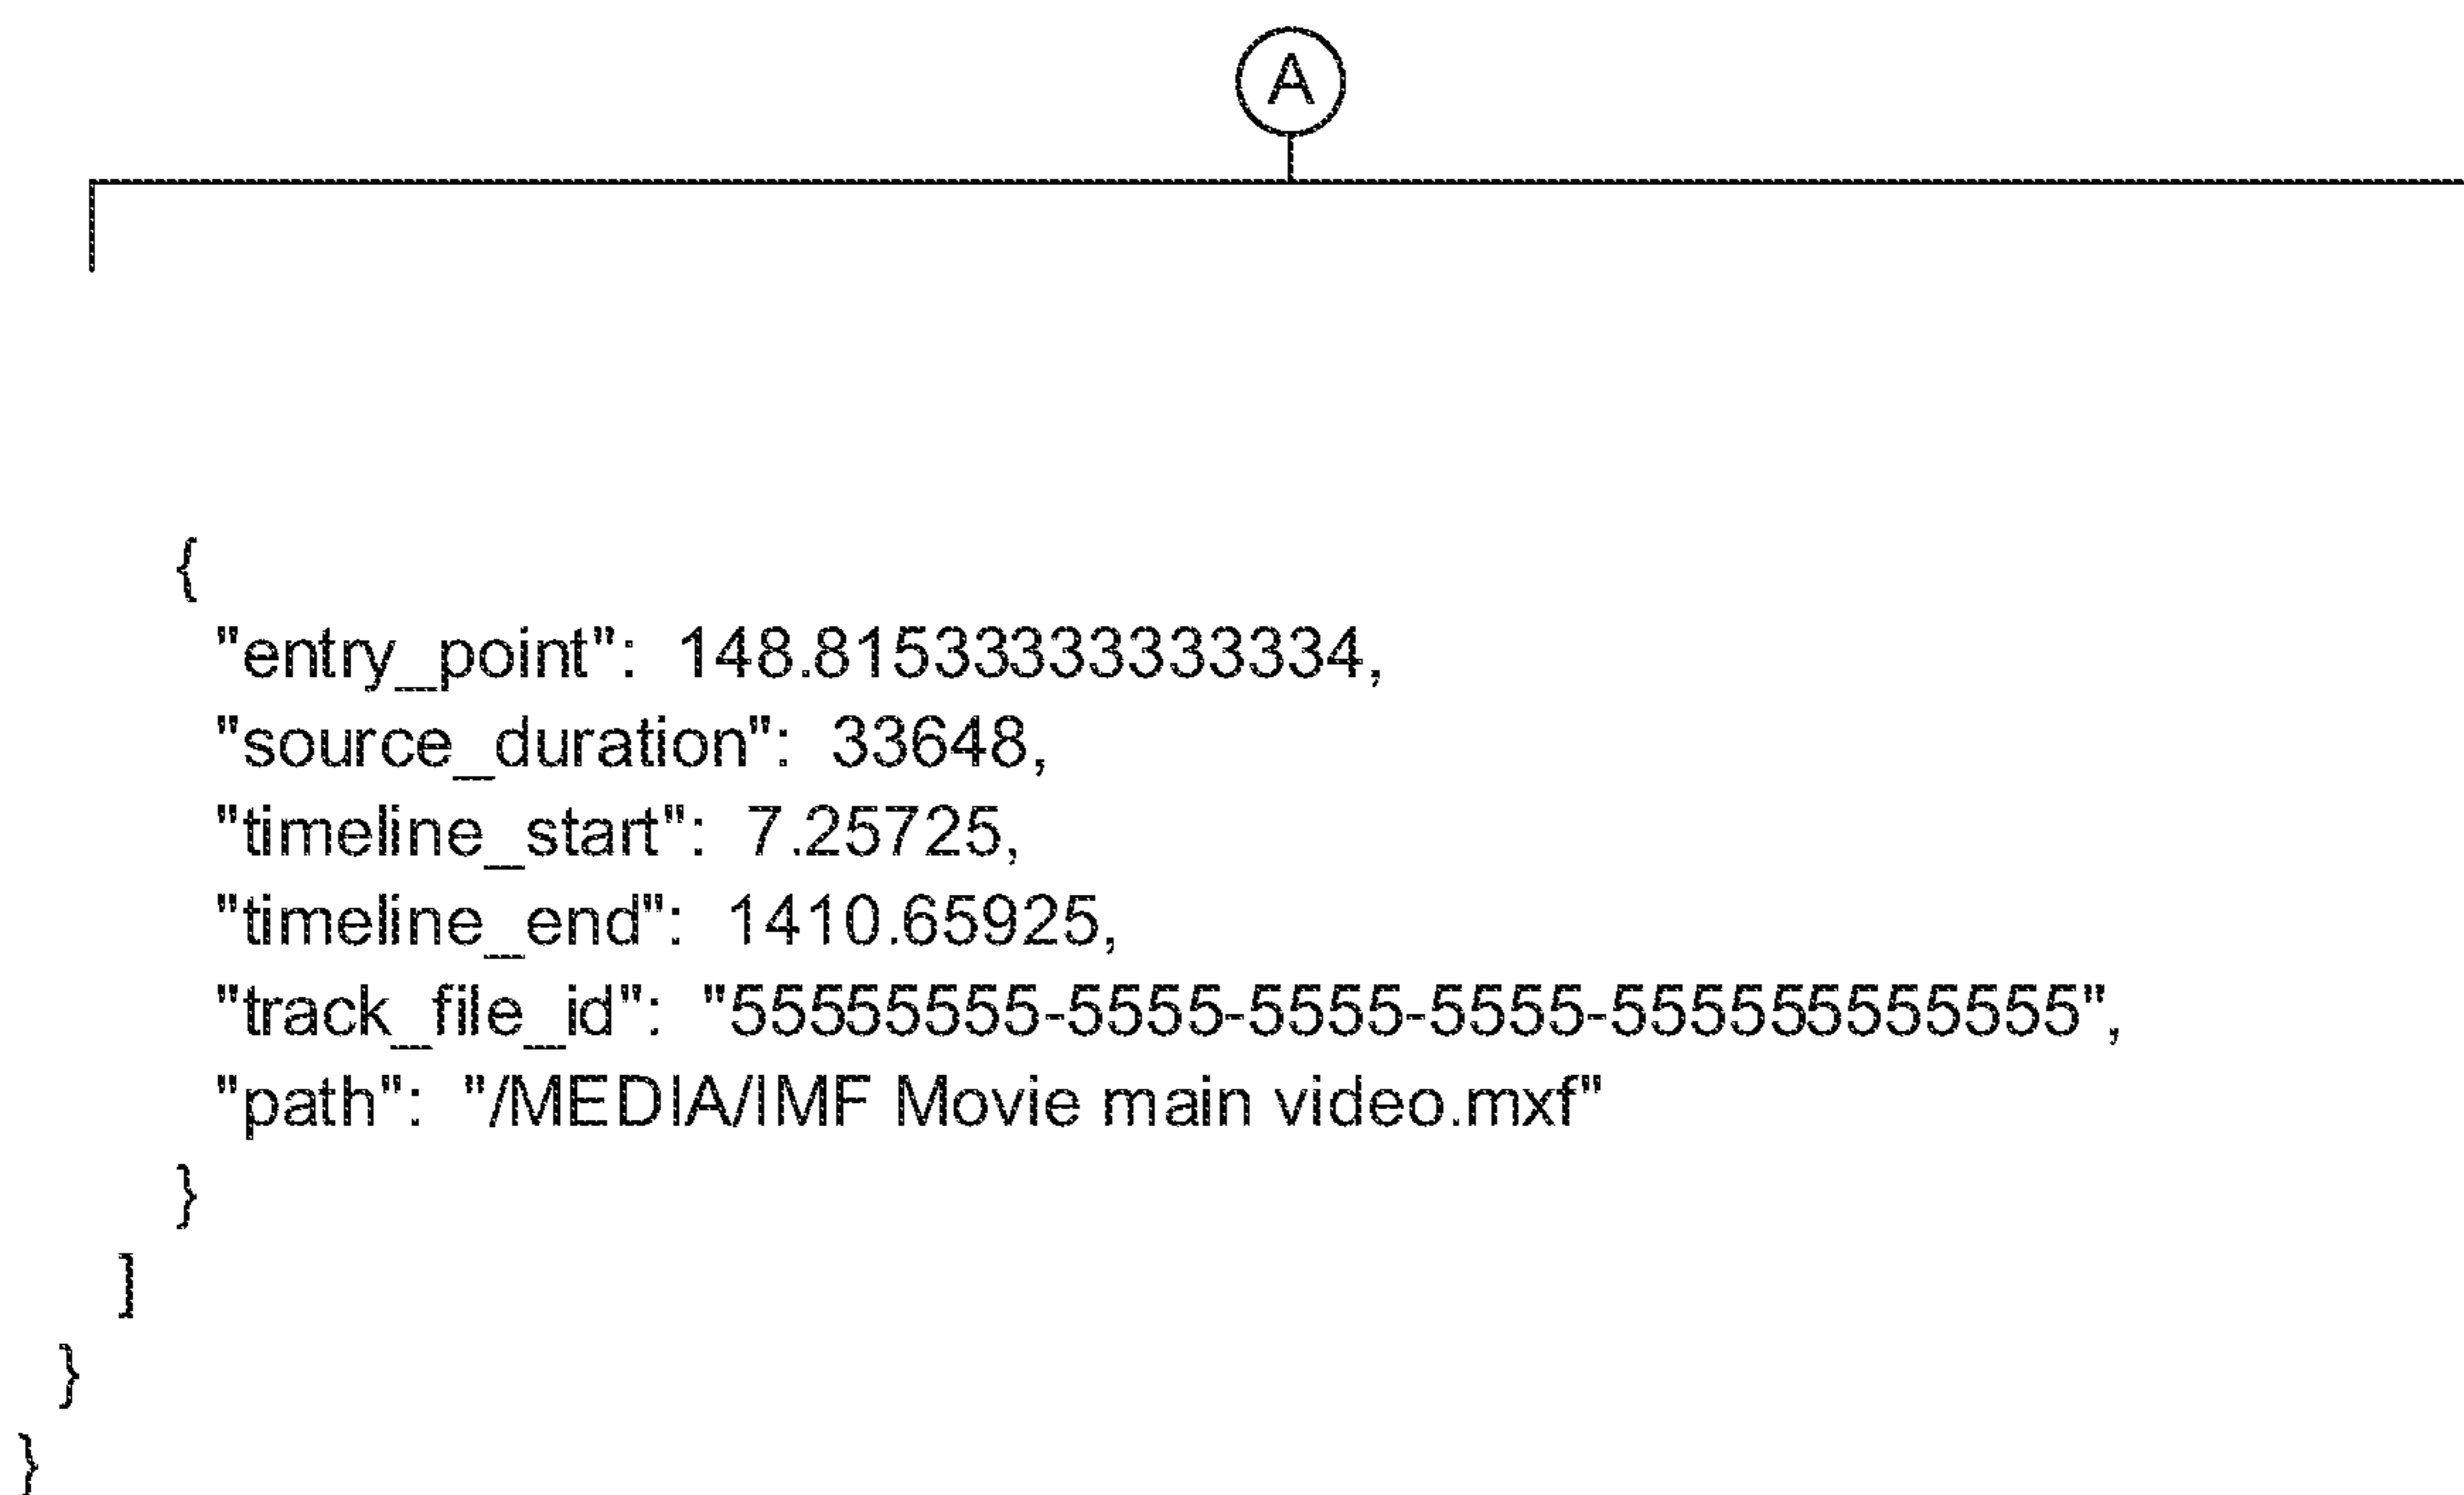 A
{
"entry_point": 148.81533333333334,
"source_duration": 33648,
"timeline_start": 7.25725,
"timeline_end": 1410.65925,
"track_file_id": "55555555-5555-5555-5555-555555555555",
"path": "/MEDIA/IMF Movie main video.mxf"
}
]
}
}